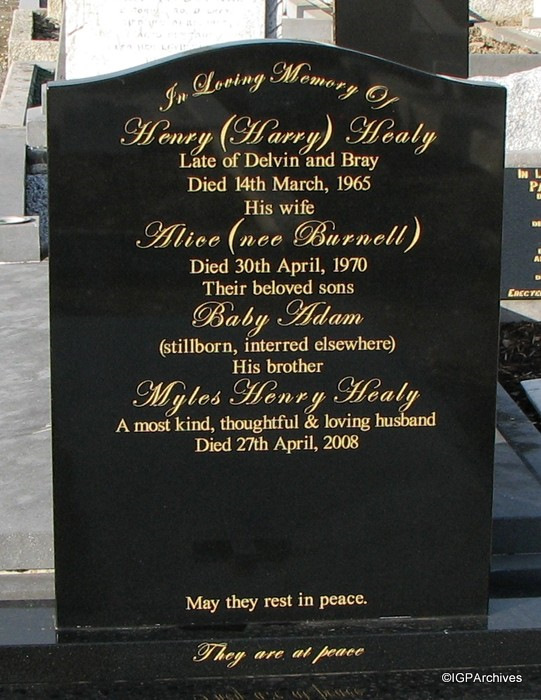 In Loving Memory Of
Henry (Harry) Healy
Late of Delvin and Bray
Died 14th March, 1965
His wife
Alice (nee Burnell)
Died 30th April, 1970
Their beloved sons
Baby Adam
(stillborn, interred elsewhere)
His brother
Myles Henry Healy
A most kind, thoughtful & loving husband
Died 27th April, 2008
May they rest in peace.
They are at peace
IN L
PA
ERECTE
©IGPArchives